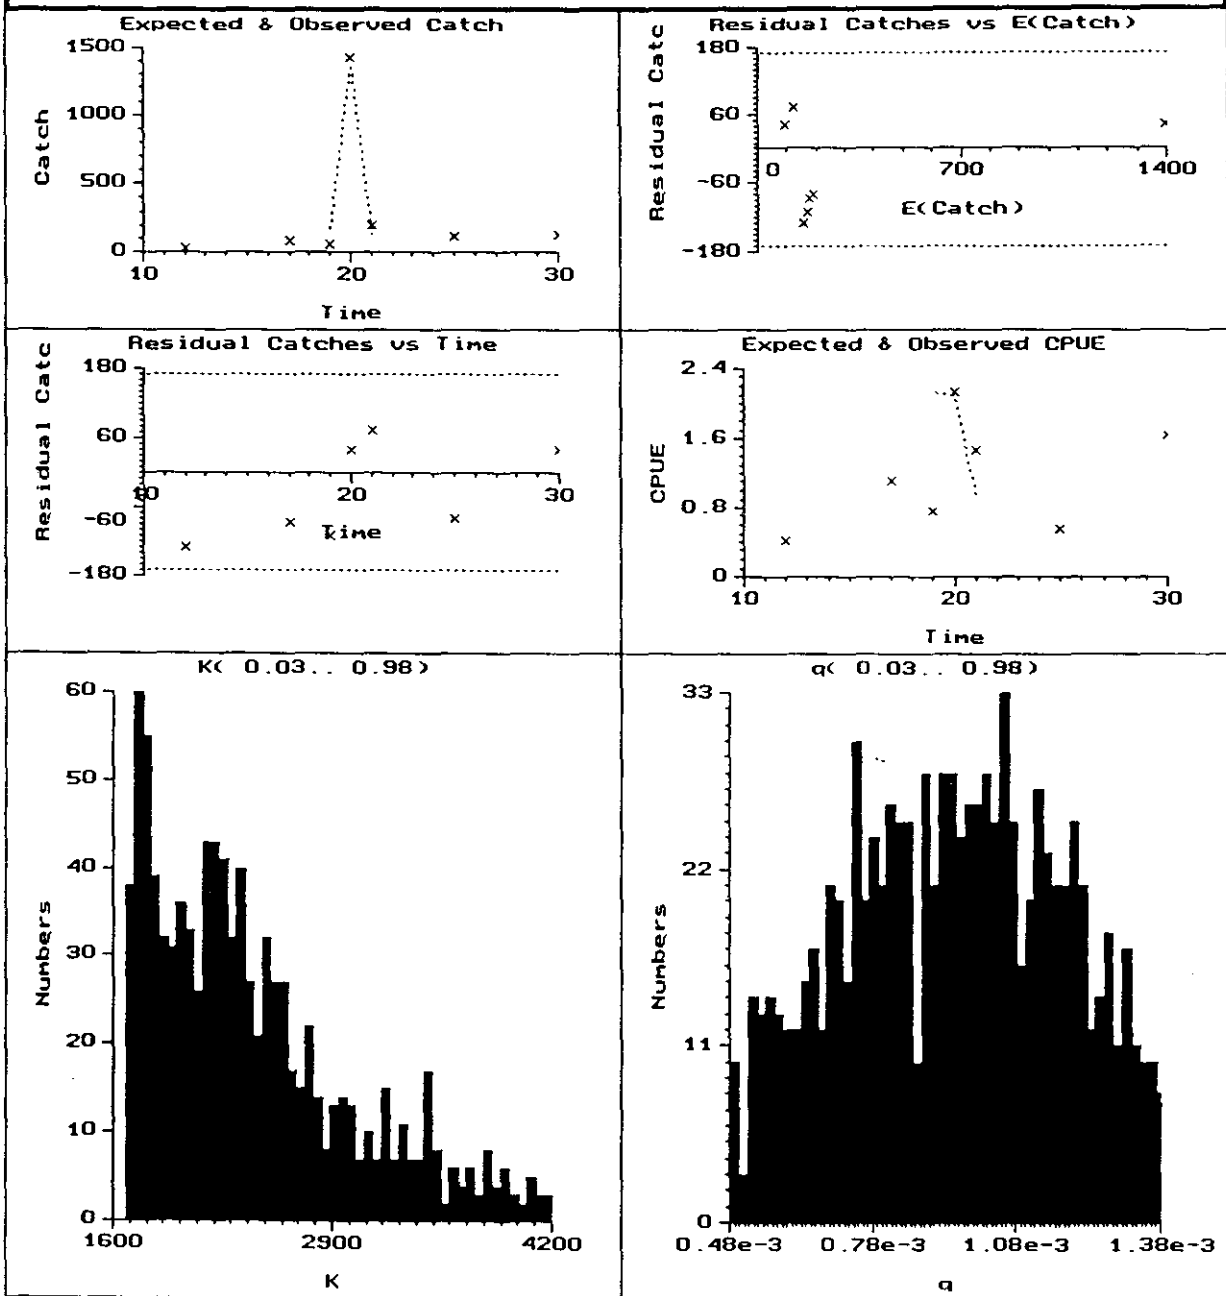 Expected & Observed Catch
1500
1000
500
0
Catch
10
20
30
Time
Residual Catches vs E(Catch)
180
60
-60
-180
Residual Catc
0
700
1400
E(Catch)
Residual Catches vs Time
180
60
-60
-180
Residual Catc
10
20
30
Time
Expected & Observed CPUE
2.4
1.6
0.8
0
CPUE
10
20
30
Time
K( 0.03.. 0.98)
60
50
40
30
20
10
0
Numbers
1600
2900
4200
K
q( 0.03.. 0.98)
33
22
11
0
Numbers
0.48e-3
0.78e-3
1.08e-3
1.38e-3
q